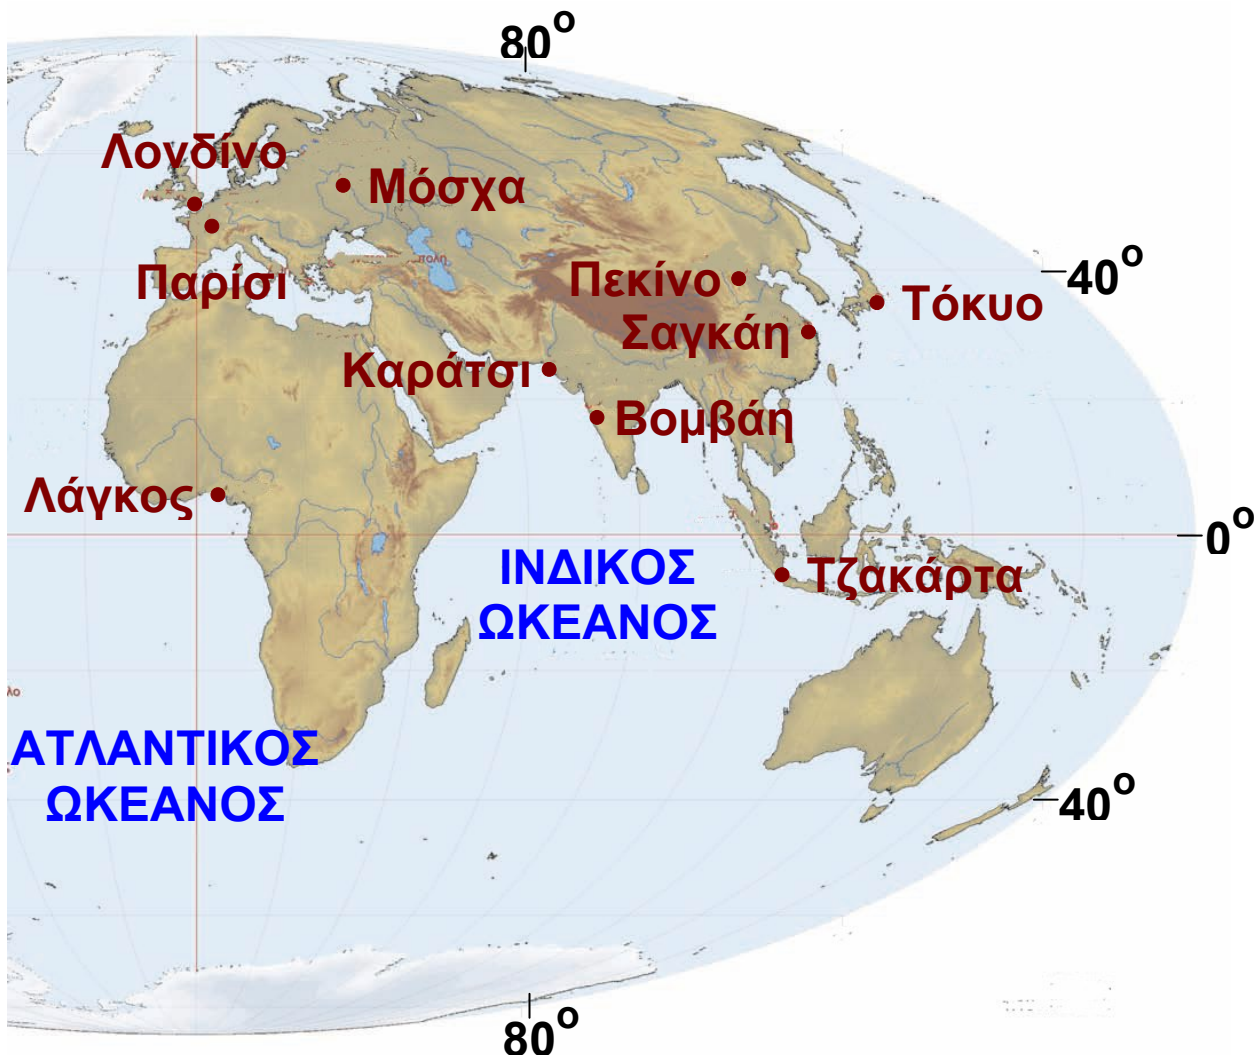 80°
Λονδίνο
Μόσχα
40°
Παρίσι
Πεκίνο
Τόκυο
Σαγκάη
Καράτσι
Βομβάη
Λάγκος
0°
ΙΝΔΙΚΟΣ
ΩΚΕΑΝΟΣ
Τζακάρτα
ΑΤΛΑΝΤΙΚΟΣ
ΩΚΕΑΝΟΣ
40°
80°